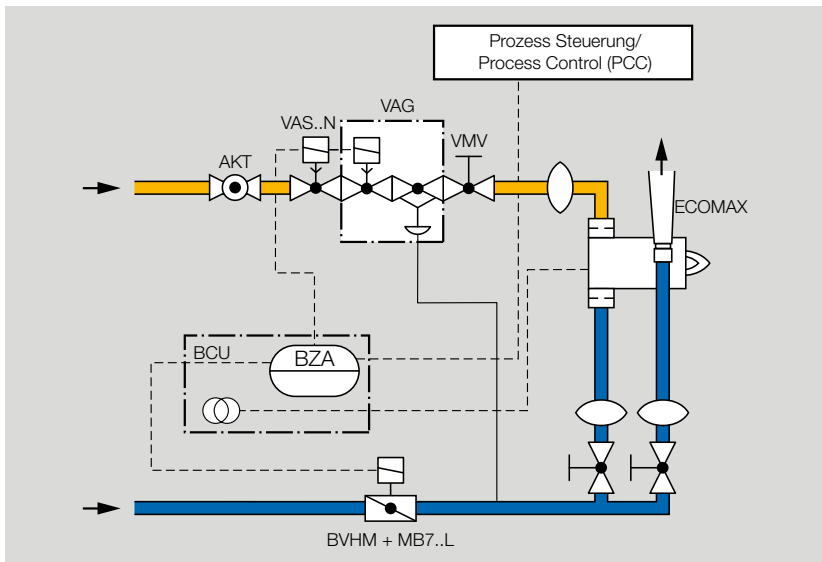 Prozess Steuerung/
Process Control (PCC)
VAG
VAS..N
VMV
AKT
ECOMAX
BCU
BZA
BVHM + MB7..L